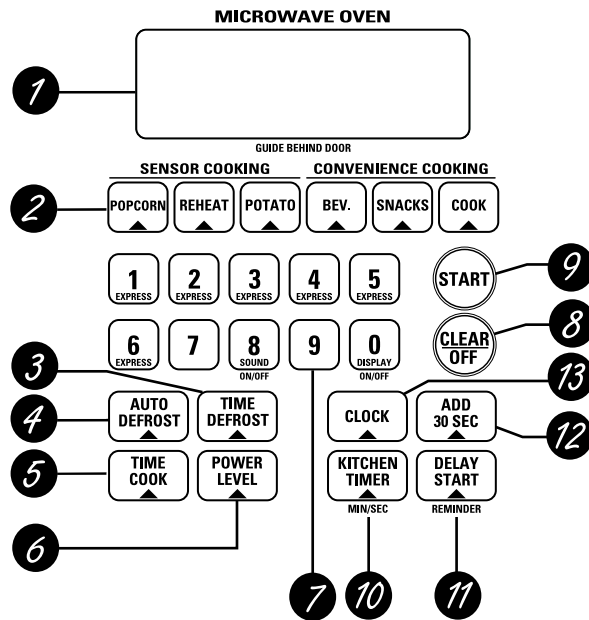 MICROWAVE OVEN
1
GUIDE BEHIND DOOR
SENSOR COOKING CONVENIENCE COOKING
2 POPCORN REHEAT POTATO BEV. SNACKS COOK
1 2 3 4 5 START 9
EXPRESS EXPRESS EXPRESS EXPRESS EXPRESS
6 7 8 9 0 CLEAR 8
EXPRESS SOUND DISPLAY OFF
ON/OFF ON/OFF
3 13
4 AUTO TIME CLOCK ADD 12
DEFROST DEFROST 30 SEC
5 TIME POWER KITCHEN DELAY
COOK LEVEL TIMER START
MIN/SEC REMINDER
6 7 10 11